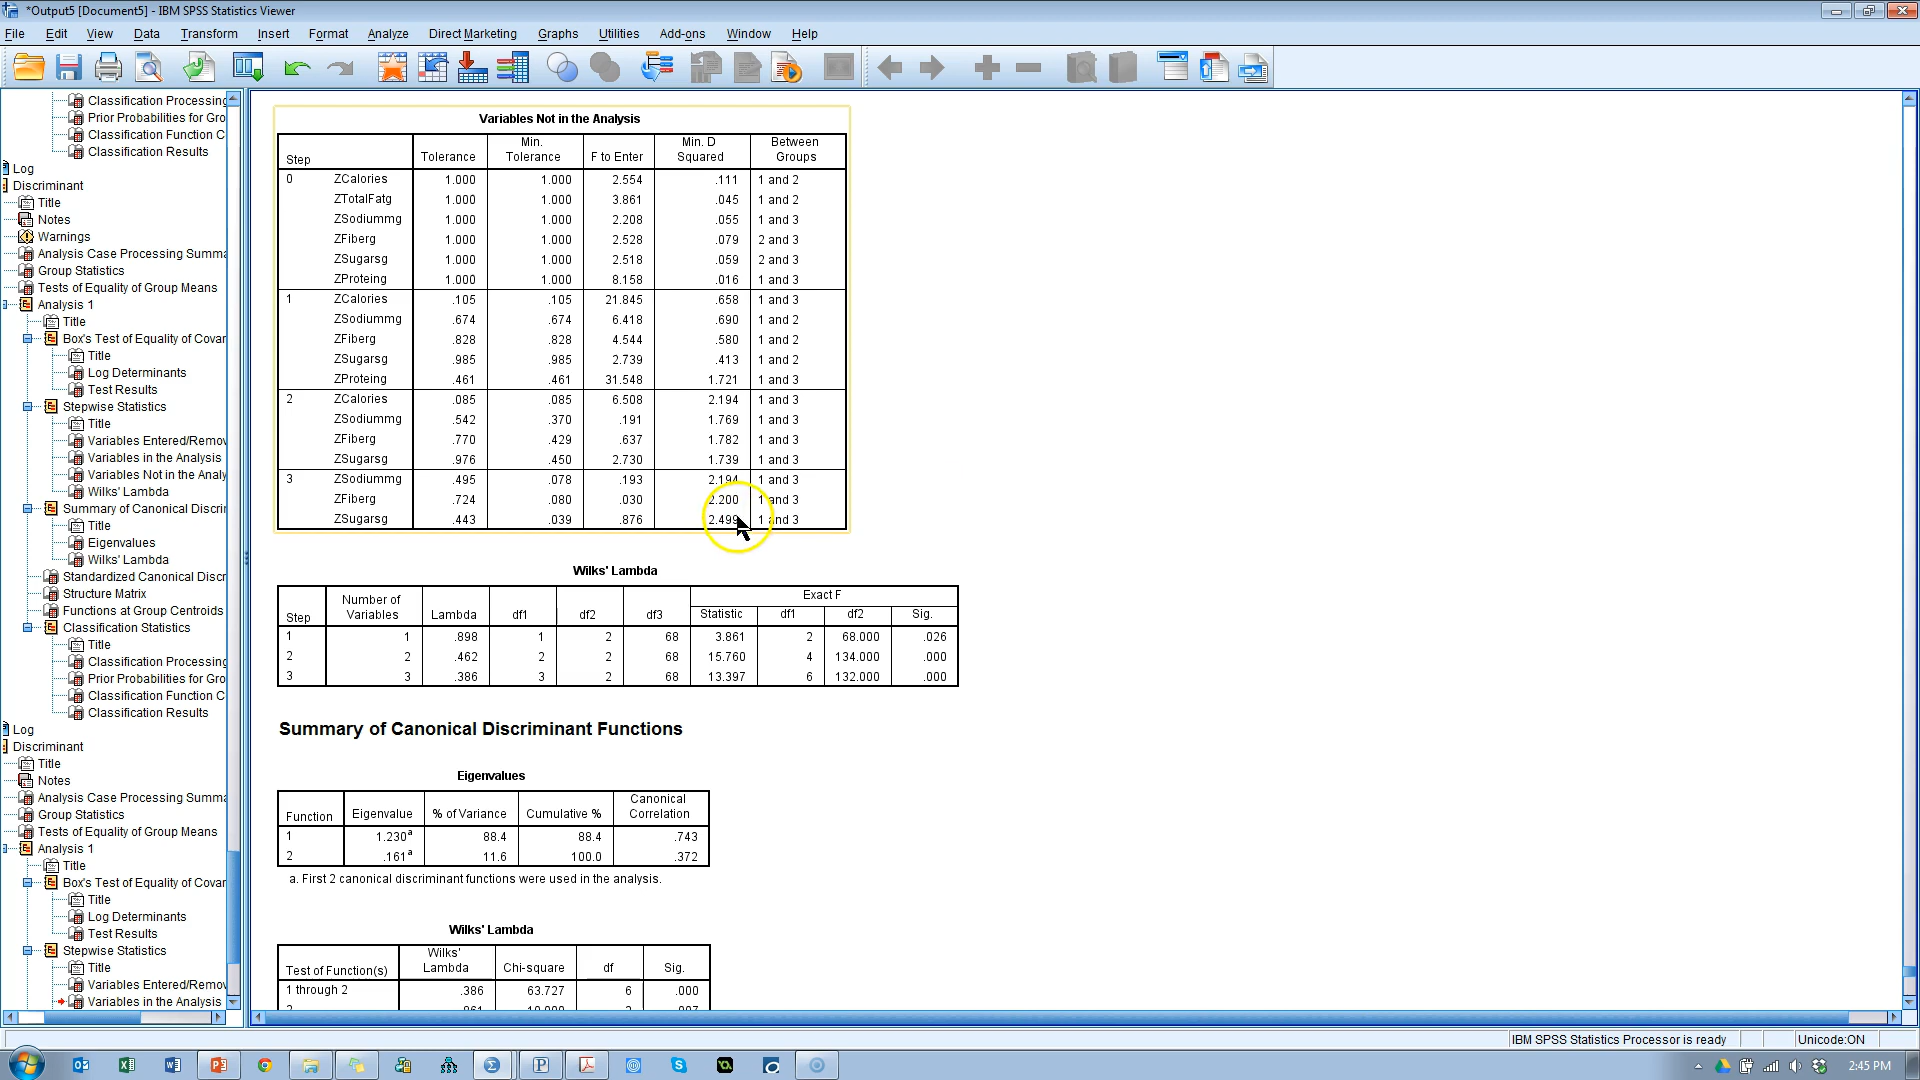 *Output5 [Document5] - IBM SPSS Statistics Viewer
File Edit View Data Transform Insert Format Analyze Direct Marketing Graphs Utilities Add-ons Window Help
Classification Processing
Prior Probabilities for Gro
Classification Function C
Classification Results
Log
Discriminant
Title
Notes
Warnings
Analysis Case Processing Summa
Group Statistics
Tests of Equality of Group Means
Analysis 1
Title
Box's Test of Equality of Covar
Title
Log Determinants
Test Results
Stepwise Statistics
Title
Variables Entered/Remov
Variables in the Analysis
Variables Not in the Analy
Wilks' Lambda
Summary of Canonical Discrir
Title
Eigenvalues
Wilks' Lambda
Standardized Canonical Discr
Structure Matrix
Functions at Group Centroids
Classification Statistics
Title
Classification Processing
Prior Probabilities for Gro
Classification Function C
Classification Results
Log
Discriminant
Title
Notes
Analysis Case Processing Summa
Group Statistics
Tests of Equality of Group Means
Analysis 1
Title
Box's Test of Equality of Covar
Title
Log Determinants
Test Results
Stepwise Statistics
Title
Variables Entered/Remov
Variables in the Analysis
Variables Not in the Analysis
Step Tolerance Min. Tolerance F to Enter Min. D Squared Between Groups
0 ZCalories 1.000 1.000 2.554 .111 1 and 2
ZTotalFatg 1.000 1.000 3.861 .045 1 and 2
ZSodiummg 1.000 1.000 2.208 .055 1 and 3
ZFiberg 1.000 1.000 2.528 .079 2 and 3
ZSugarsg 1.000 1.000 2.518 .059 2 and 3
ZProteing 1.000 1.000 8.158 .016 1 and 3
1 ZCalories .105 .105 21.845 .658 1 and 3
ZSodiummg .674 .674 6.418 .690 1 and 2
ZFiberg .828 .828 4.544 .580 1 and 2
ZSugarsg .985 .985 2.739 .413 1 and 2
ZProteing .461 .461 31.548 1.721 1 and 3
2 ZCalories .085 .085 6.508 2.194 1 and 3
ZSodiummg .542 .370 .191 1.769 1 and 3
ZFiberg .770 .429 .637 1.782 1 and 3
ZSugarsg .976 .450 2.730 1.739 1 and 3
3 ZSodiummg .495 .078 .193 2.194 1 and 3
ZFiberg .724 .080 .030 2.200 1 and 3
ZSugarsg .443 .039 .876 2.499 1 and 3
Wilks' Lambda
Exact F
Step Number of Variables Lambda df1 df2 df3 Statistic df1 df2 Sig.
1 1 .898 1 2 68 3.861 2 68.000 .026
2 2 .462 2 2 68 15.760 4 134.000 .000
3 3 .386 3 2 68 13.397 6 132.000 .000
Summary of Canonical Discriminant Functions
Eigenvalues
Function Eigenvalue % of Variance Cumulative % Canonical Correlation
1 1.230a 88.4 88.4 .743
2 .161a 11.6 100.0 .372
a. First 2 canonical discriminant functions were used in the analysis.
Wilks' Lambda
Test of Function(s) Wilks' Lambda Chi-square df Sig.
1 through 2 .386 63.727 6 .000
IBM SPSS Statistics Processor is ready Unicode:ON
2:45 PM